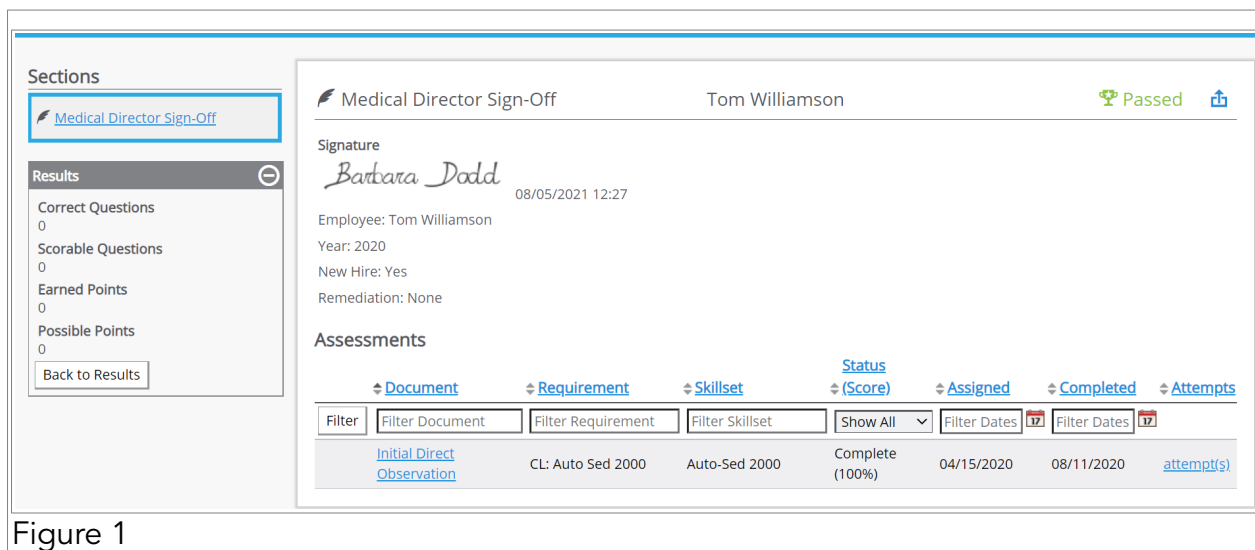 Sections
Medical Director Sign-Off
Results
Correct Questions
0
Scorable Questions
0
Earned Points
0
Possible Points
0
Back to Results
Medical Director Sign-Off Tom Williamson Passed
Signature
Barbara Dodd 08/05/2021 12:27
Employee: Tom Williamson
Year: 2020
New Hire: Yes
Remediation: None
Assessments
Document Requirement Skillset Status (Score) Assigned Completed Attempts
Filter Filter Document Filter Requirement Filter Skillset Show All Filter Dates 17 Filter Dates 17
Initial Direct Observation CL: Auto Sed 2000 Auto-Sed 2000 Complete (100%) 04/15/2020 08/11/2020 attempt(s)
Figure 1